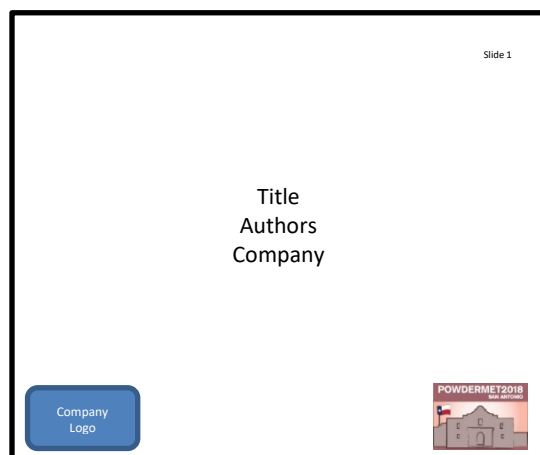 Slide 1
Title
Authors
Company
Company
Logo
POWDERMET2018
SAN ANTONIO